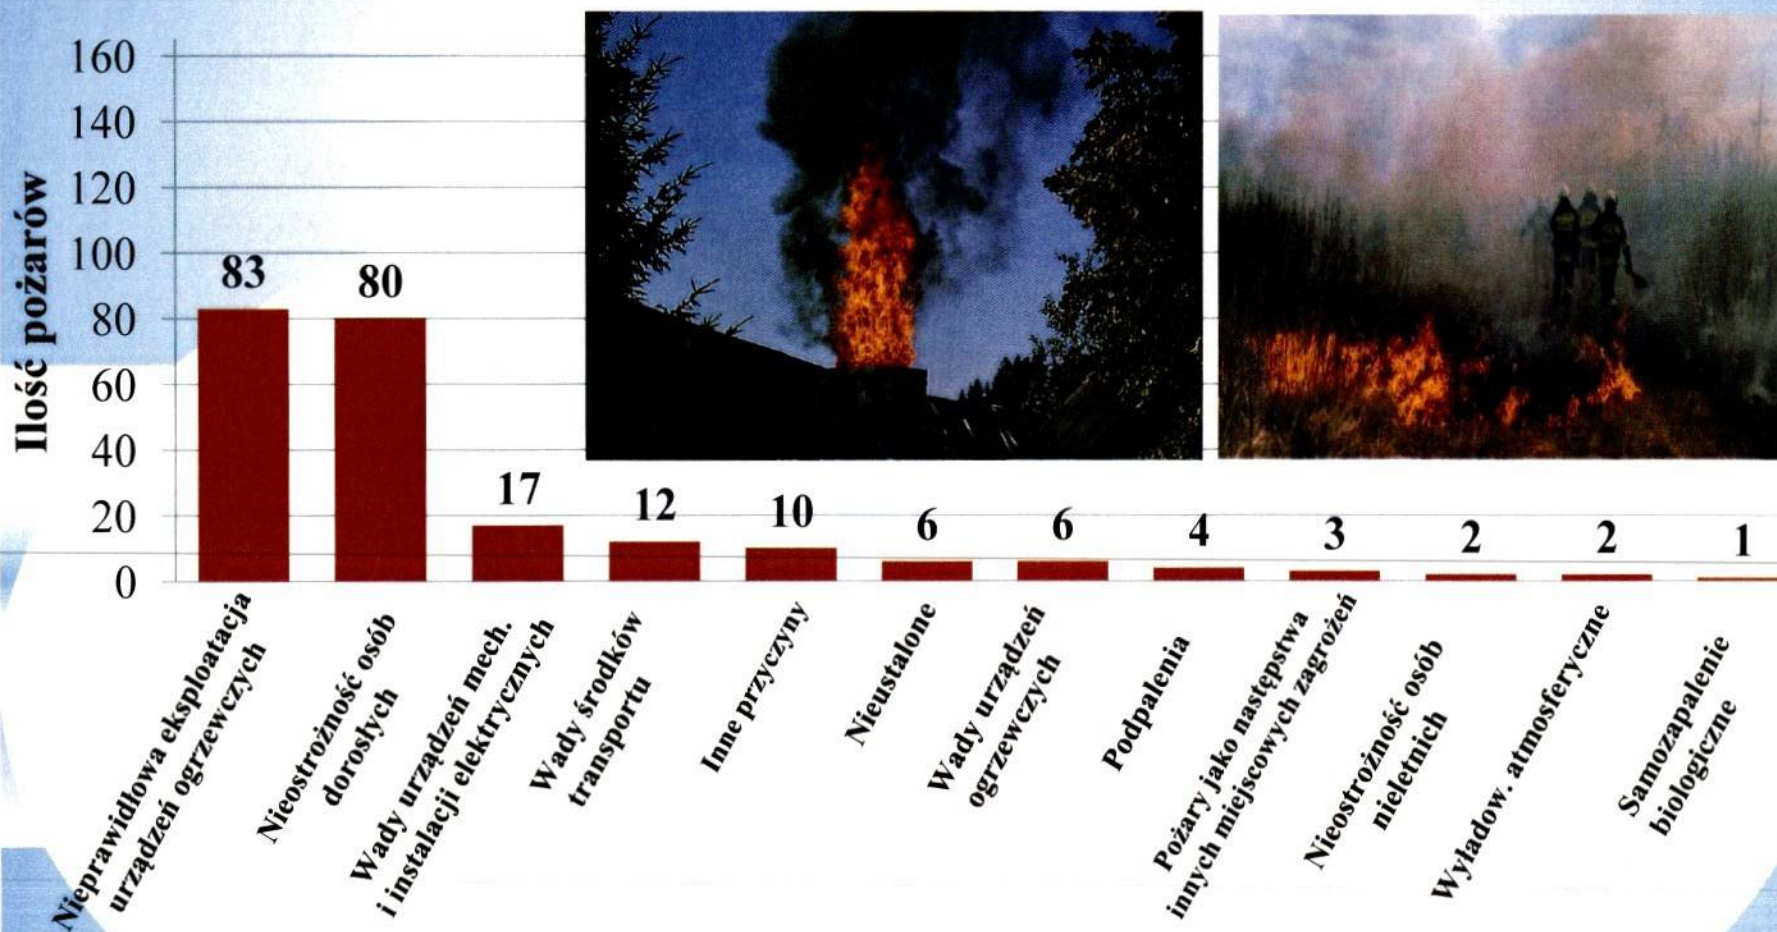 Ilość pożarów
160
140
120
100
80
60
40
20
0
83
80
17
12
10
6
6
4
3
2
2
1
Nieprawidłowa eksploatacja
urządzeń ogrzewczych
Nieostrożność osób
dorosłych
Wady urządzeń mech.
i instalacji elektrycznych
Wady środków
transportu
Inne przyczyny
Nieustalone
Wady urządzeń
ogrzewczych
Podpalenia
Pożary jako następstwa
innych miejscowych zagrożeń
Nieostrożność osób
nieletnich
Wyładow. atmosferyczne
Samozapalenie
biologiczne